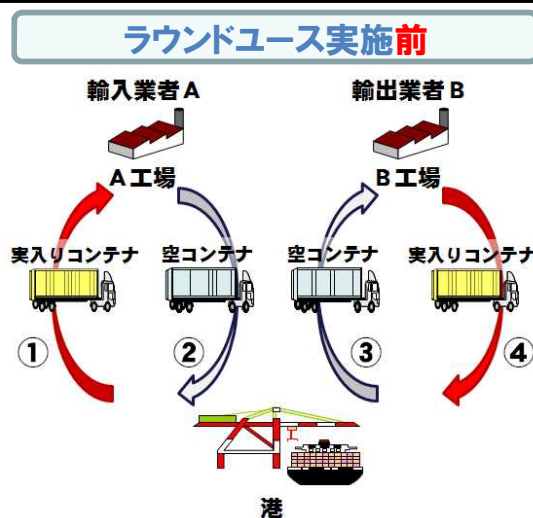 ラウンドユース実施前
輸入業者A
輸出業者B
A工場
B工場
実入りコンテナ
空コンテナ
空コンテナ
実入りコンテナ
①
②
③
④
港